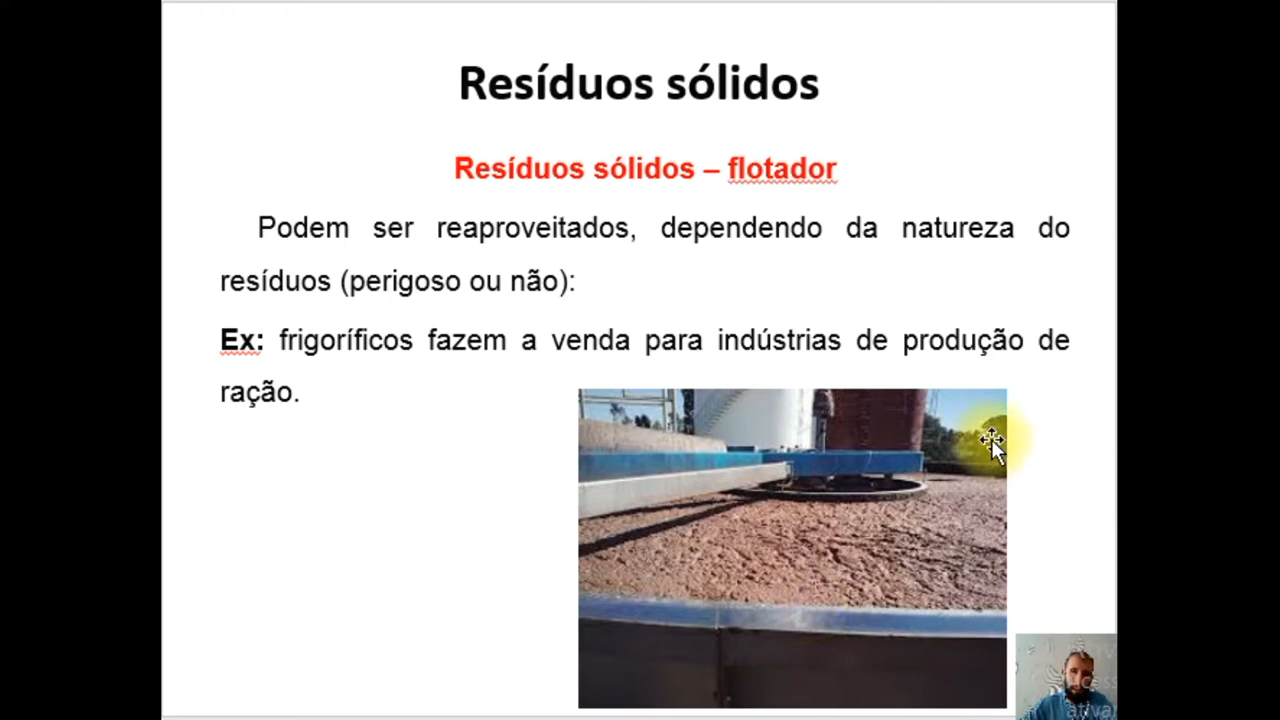 Resíduos sólidos
Resíduos sólidos – flotador
Podem ser reaproveitados, dependendo da natureza do
resíduos (perigoso ou não):
Ex: frigoríficos fazem a venda para indústrias de produção de
ração.